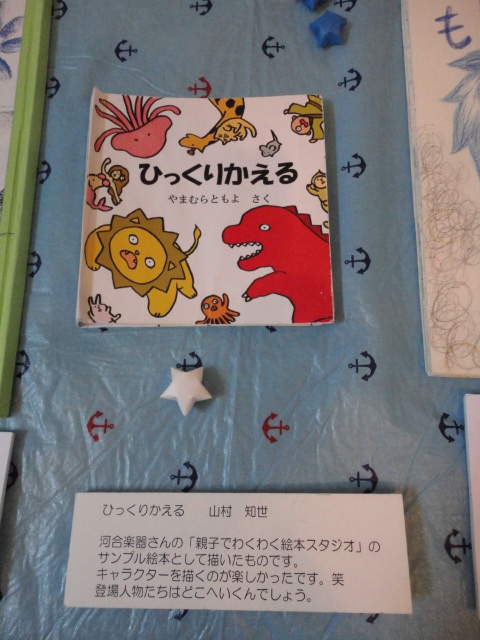 も
ひっくりかえる
やまむらともよ　さく
ひっくりかえる　　山村　知世
河合楽器さんの「親子でわくわく絵本スタジオ」の
サンプル絵本として描いたものです。
キャラクターを描くのが楽しかったです。笑
登場人物たちはどこへいくんでしょう。